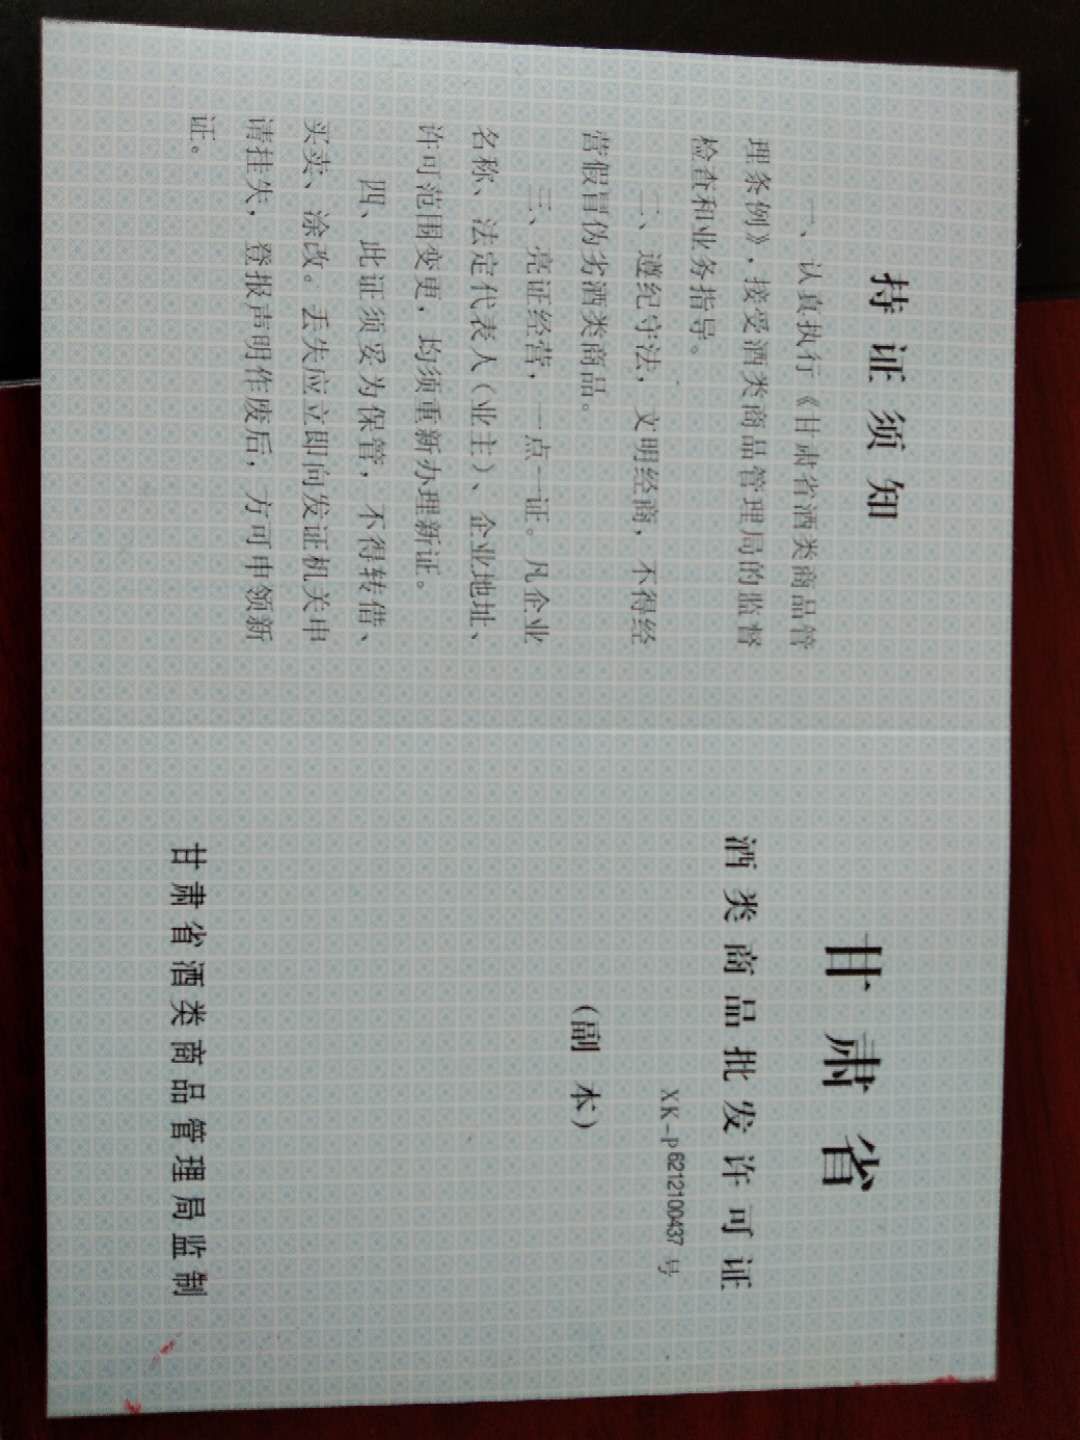 持证须知
一、认真执行《甘肃省酒类商品管
理条例》,接受酒类商品管理局的监督
检查和业务指导。
二、遵纪守法，文明经商，不得经
营假冒伪劣酒类商品。
三、亮证经营，一点一证。凡企业
名称、法定代表人（业主）、企业地址、
许可范围变更，均须重新办理新证。
四、此证须妥为保管，不得转借、
买卖、涂改。丢失应立即向发证机关申
请挂失，登报声明作废后，方可申领新
证。
甘肃省
酒类商品批发许可证
XK-P6212100437号
（副 本）
甘肃省酒类商品管理局监制